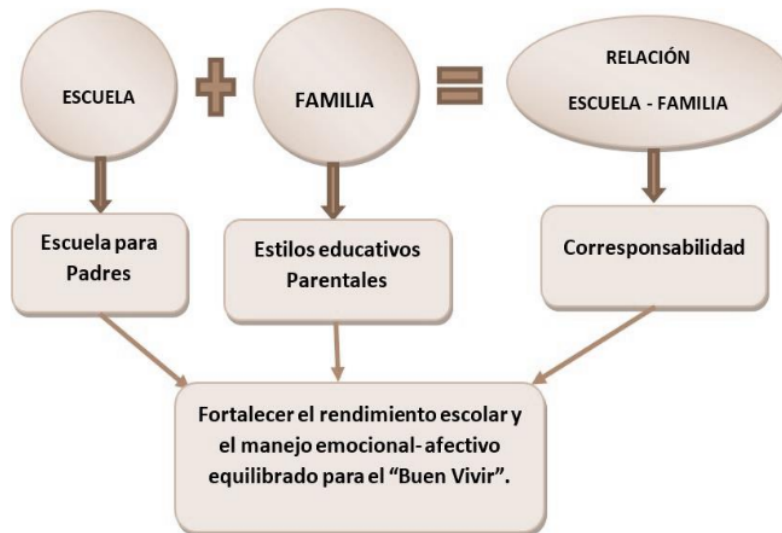 ESCUELA
FAMILIA
RELACIÓN
ESCUELA - FAMILIA
Escuela para
Padres
Estilos educativos
Parentales
Corresponsabilidad
Fortalecer el rendimiento escolar y
el manejo emocional- afectivo
equilibrado para el “Buen Vivir”.